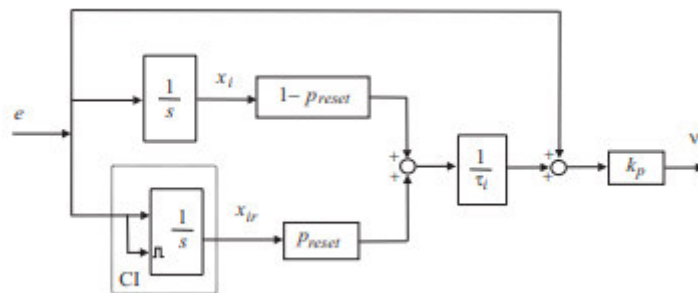 e
1
s
x_i
1– p_reset
+
+
1
τ_i
+
+
k_p
v
1
s
x_ir
p_reset
CI